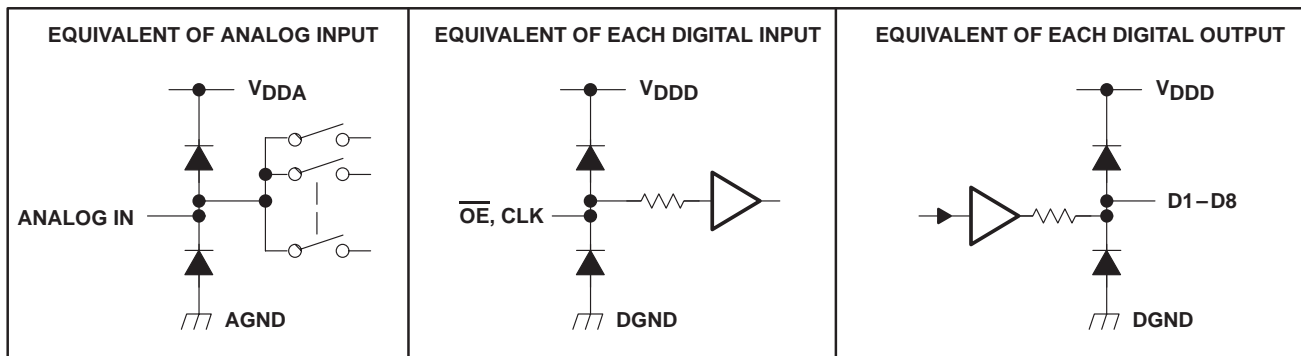 EQUIVALENT OF ANALOG INPUT
VDDA
ANALOG IN
AGND
EQUIVALENT OF EACH DIGITAL INPUT
VDDD
OE, CLK
DGND
EQUIVALENT OF EACH DIGITAL OUTPUT
VDDD
D1–D8
DGND